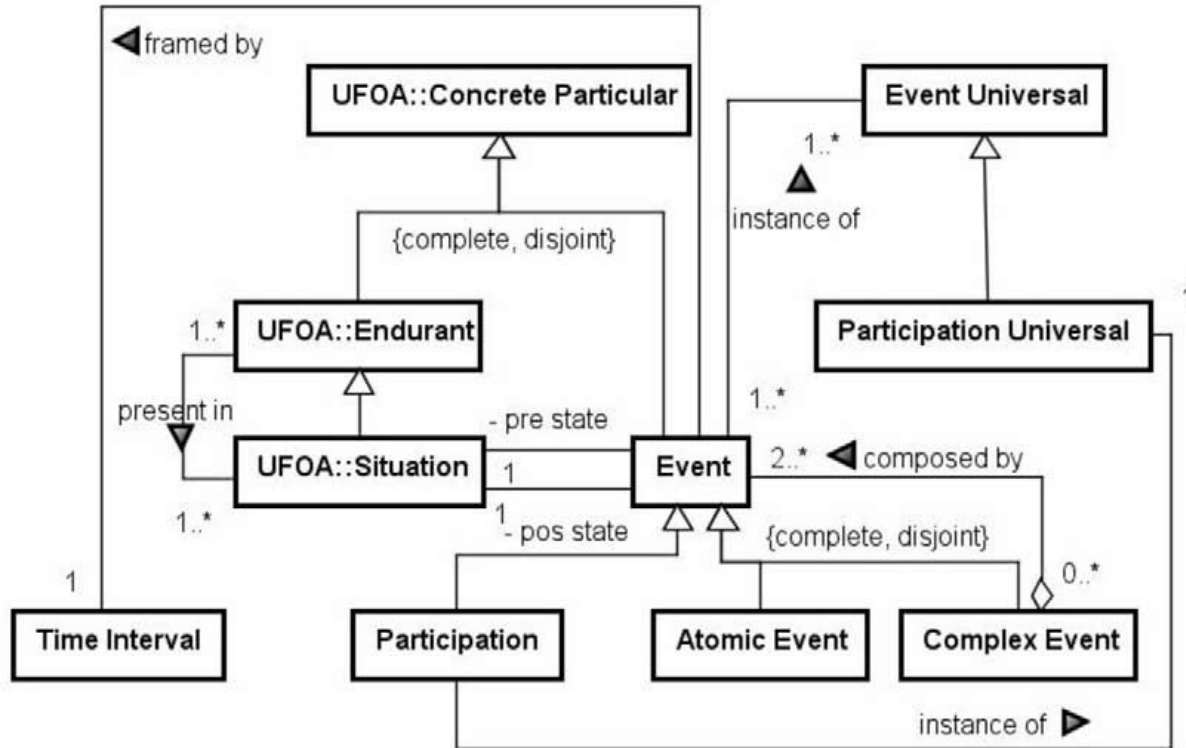 framed by
UFOA::Concrete Particular
Event Universal
1..*
instance of
{complete, disjoint}
1..*
UFOA::Endurant
Participation Universal
present in
- pre state
1..*
UFOA::Situation
1
Event
2..*
composed by
1..*
1
- pos state
{complete, disjoint}
1
0..*
Time Interval
Participation
Atomic Event
Complex Event
instance of